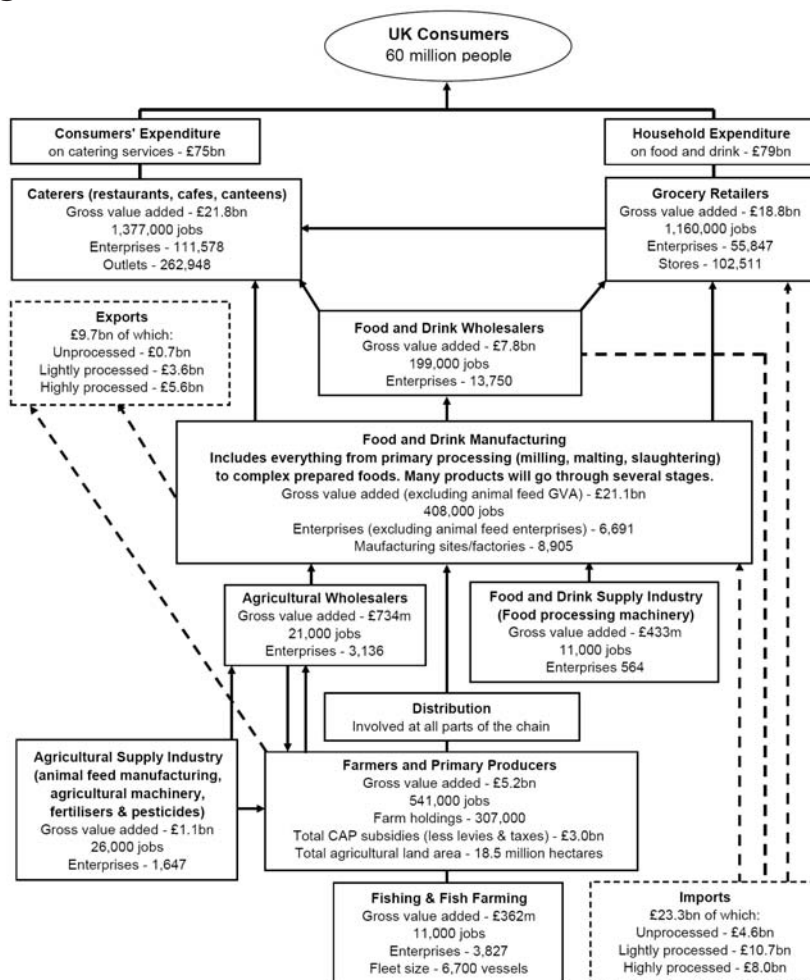 UK Consumers
60 million people
Consumers' Expenditure
on catering services - £75bn
Household Expenditure
on food and drink - £79bn
Caterers (restaurants, cafes, canteens)
Gross value added - £21.8bn
1,377,000 jobs
Enterprises - 111,578
Outlets - 262,948
Grocery Retailers
Gross value added - £18.8bn
1,160,000 jobs
Enterprises - 55,847
Stores - 102,511
Exports
£9.7bn of which:
Unprocessed - £0.7bn
Lightly processed - £3.6bn
Highly processed - £5.6bn
Food and Drink Wholesalers
Gross value added - £7.8bn
199,000 jobs
Enterprises - 13,750
Food and Drink Manufacturing
Includes everything from primary processing (milling, malting, slaughtering)
to complex prepared foods. Many products will go through several stages.
Gross value added (excluding animal feed GVA) - £21.1bn
408,000 jobs
Enterprises (excluding animal feed enterprises) - 6,691
Maufacturing sites/factories - 8,905
Agricultural Wholesalers
Gross value added - £734m
21,000 jobs
Enterprises - 3,136
Food and Drink Supply Industry
(Food processing machinery)
Gross value added - £433m
11,000 jobs
Enterprises 564
Distribution
Involved at all parts of the chain
Agricultural Supply Industry
(animal feed manufacturing,
agricultural machinery,
fertilisers & pesticides)
Gross value added - £1.1bn
26,000 jobs
Enterprises - 1,647
Farmers and Primary Producers
Gross value added - £5.2bn
541,000 jobs
Farm holdings - 307,000
Total CAP subsidies (less levies & taxes) - £3.0bn
Total agricultural land area - 18.5 million hectares
Fishing & Fish Farming
Gross value added - £362m
11,000 jobs
Enterprises - 3,827
Fleet size - 6,700 vessels
Imports
£23.3bn of which:
Unprocessed - £4.6bn
Lightly processed - £10.7bn
Highly processed - £8.0bn